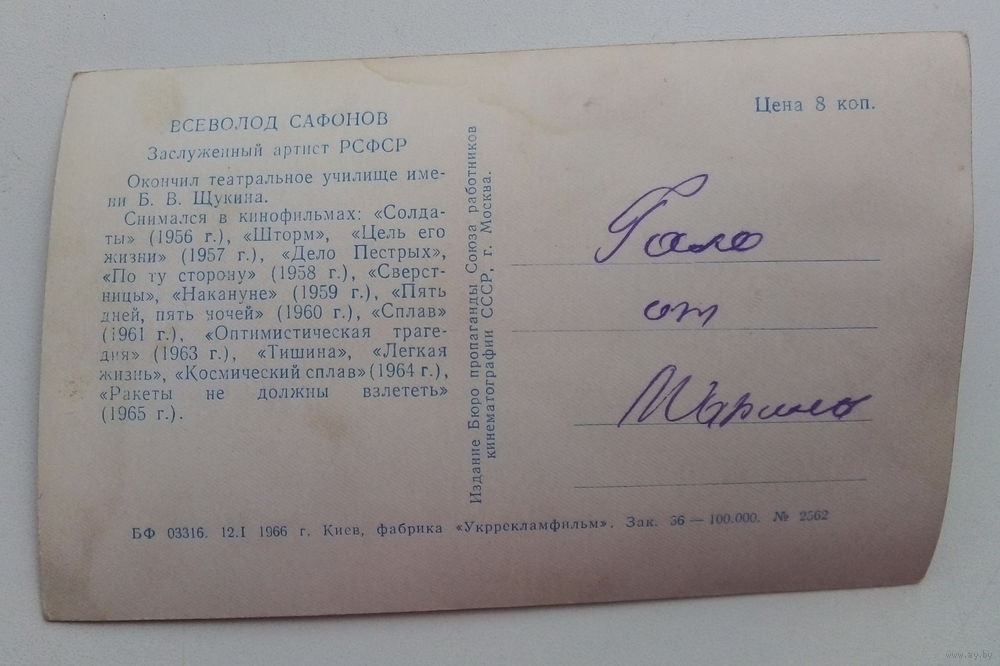 ВСЕВОЛОД САФОНОВ
Заслуженный артист РСФСР
Окончил театральное училище име-
ни Б. В. Щукина.
Снимался в кинофильмах: «Солда-
ты» (1956 г.), «Шторм», «Цель его
жизни» (1957 г.), «Дело Пестрых»,
«По ту сторону» (1958 г.), «Сверст-
ницы», «Накануне» (1959 г.), «Пять
дней, пять ночей» (1960 г.), «Сплав»
(1961 г.), «Оптимистическая траге-
дия» (1963 г.), «Тишина», «Легкая
жизнь», «Космический сплав» (1964 г.),
«Ракеты не должны взлететь»
(1965 г.).
Издание Бюро пропаганды Союза работников
кинематографии СССР, г. Москва.
Цена 8 коп.
от
БФ 03316. 12.I 1966 г. Киев, фабрика «Укррекламфильм». Зак. 56 — 100.000. № 2562
www.ay.by